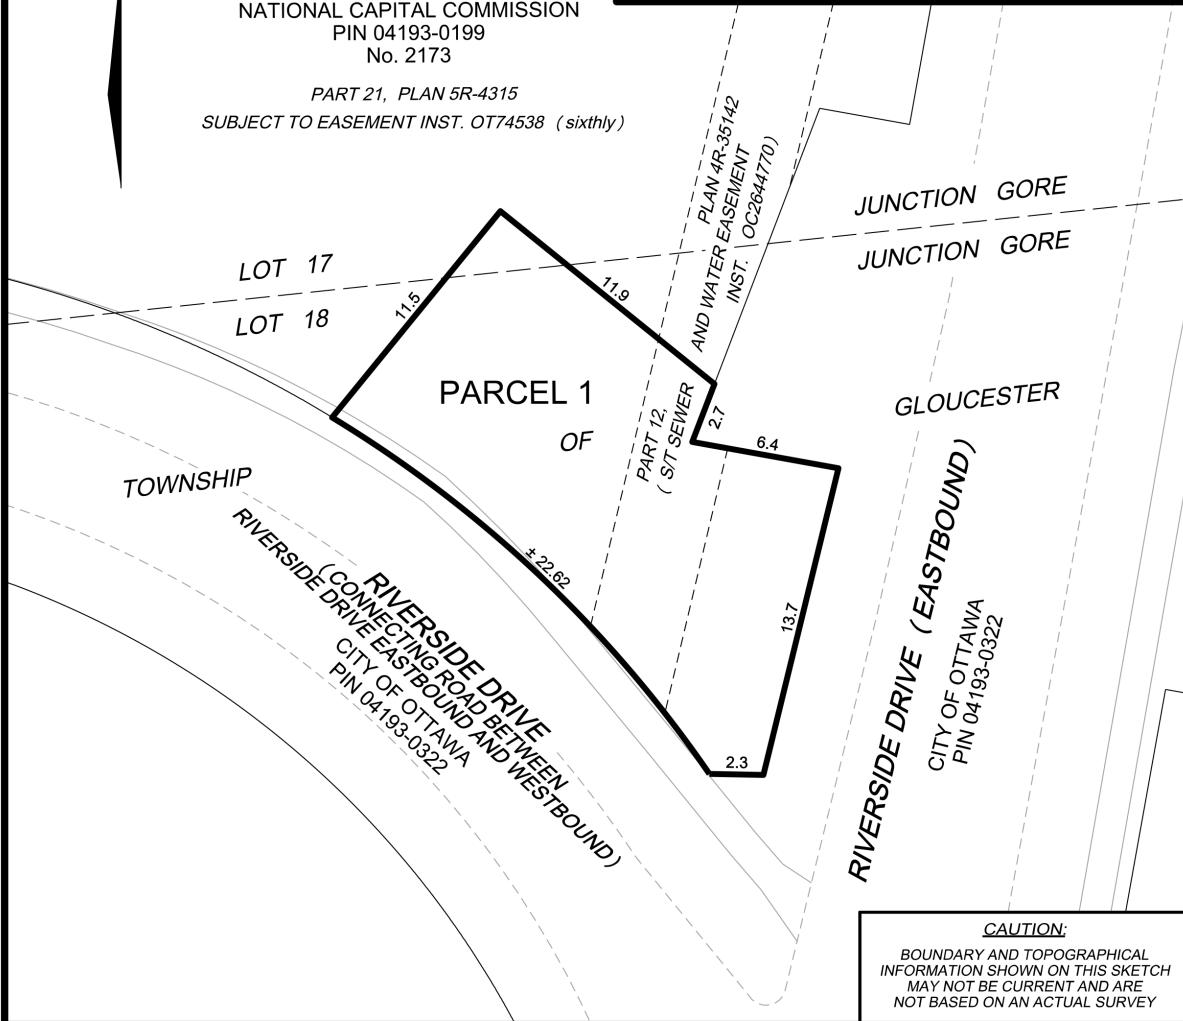 NATIONAL CAPITAL COMMISSION
PIN 04193-0199
No. 2173
PART 21, PLAN 5R-4315
SUBJECT TO EASEMENT INST. OT74538 (sixthly)
PART 12, PLAN 4R-35142
(S/T SEWER AND WATER EASEMENT
INST. OC2644770)
JUNCTION GORE
JUNCTION GORE
LOT 17
LOT 18
11.5
11.9
PARCEL 1
OF
2.7
6.4
GLOUCESTER
TOWNSHIP
± 22.62
13.7
2.3
RIVERSIDE DRIVE
(CONNECTING ROAD BETWEEN
RIVERSIDE DRIVE EASTBOUND AND WESTBOUND)
CITY OF OTTAWA
PIN 04193-0322
RIVERSIDE DRIVE (EASTBOUND)
CITY OF OTTAWA
PIN 04193-0322
CAUTION:
BOUNDARY AND TOPOGRAPHICAL
INFORMATION SHOWN ON THIS SKETCH
MAY NOT BE CURRENT AND ARE
NOT BASED ON AN ACTUAL SURVEY